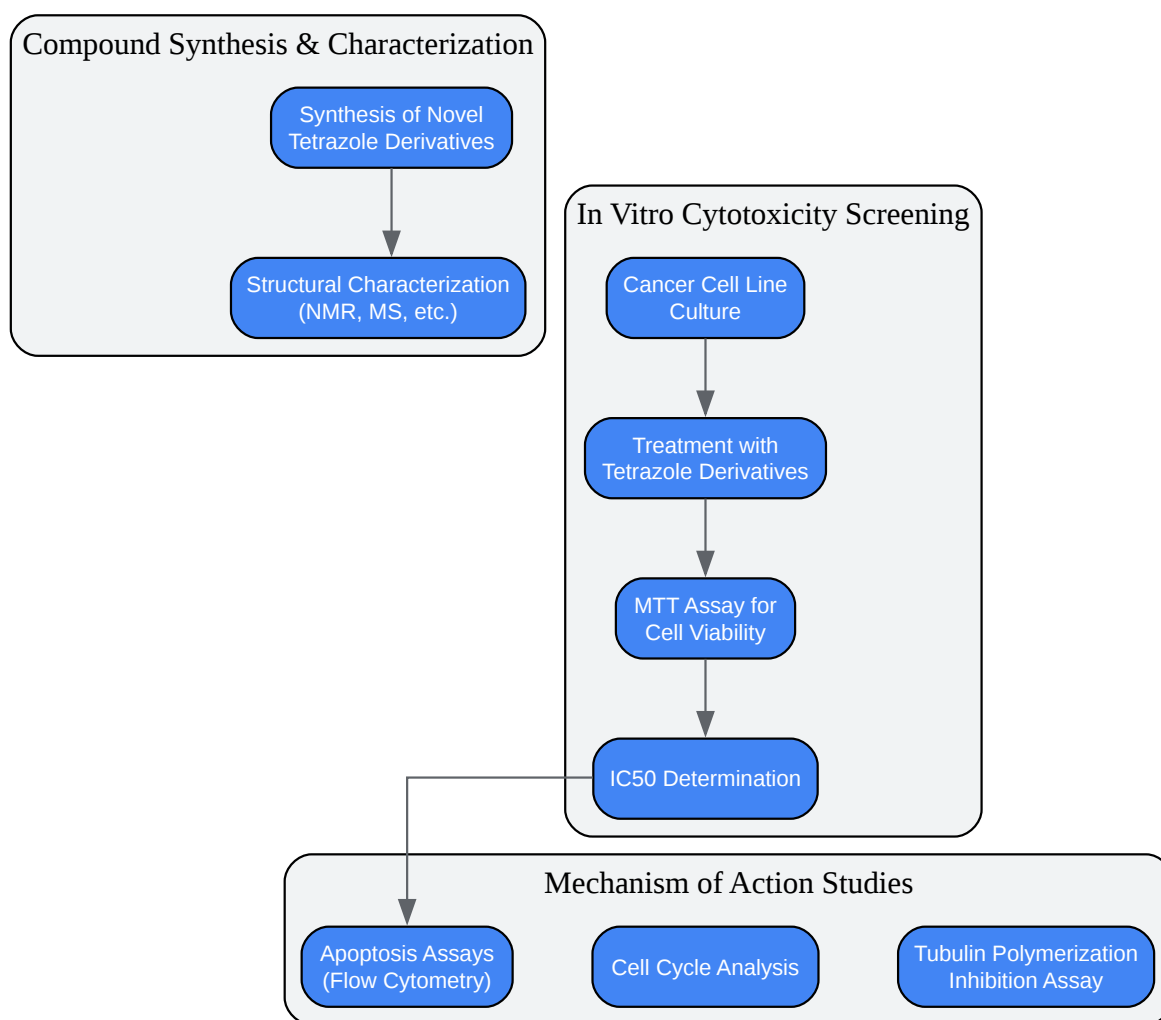 Compound Synthesis & Characterization
Synthesis of Novel
Tetrazole Derivatives
Structural Characterization
(NMR, MS, etc.)
In Vitro Cytotoxicity Screening
Cancer Cell Line
Culture
Treatment with
Tetrazole Derivatives
MTT Assay for
Cell Viability
IC50 Determination
Mechanism of Action Studies
Apoptosis Assays
(Flow Cytometry)
Cell Cycle Analysis
Tubulin Polymerization
Inhibition Assay